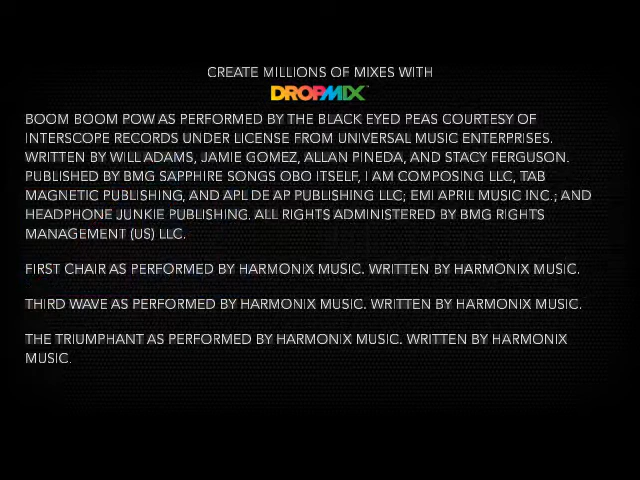 CREATE MILLIONS OF MIXES WITH
DROPMIX™
BOOM BOOM POW AS PERFORMED BY THE BLACK EYED PEAS COURTESY OF
INTERSCOPE RECORDS UNDER LICENSE FROM UNIVERSAL MUSIC ENTERPRISES.
WRITTEN BY WILL ADAMS, JAMIE GOMEZ, ALLAN PINEDA, AND STACY FERGUSON.
PUBLISHED BY BMG SAPPHIRE SONGS OBO ITSELF, I AM COMPOSING LLC, TAB
MAGNETIC PUBLISHING, AND APL DE AP PUBLISHING LLC; EMI APRIL MUSIC INC.; AND
HEADPHONE JUNKIE PUBLISHING. ALL RIGHTS ADMINISTERED BY BMG RIGHTS
MANAGEMENT (US) LLC.
FIRST CHAIR AS PERFORMED BY HARMONIX MUSIC. WRITTEN BY HARMONIX MUSIC.
THIRD WAVE AS PERFORMED BY HARMONIX MUSIC. WRITTEN BY HARMONIX MUSIC.
THE TRIUMPHANT AS PERFORMED BY HARMONIX MUSIC. WRITTEN BY HARMONIX
MUSIC.